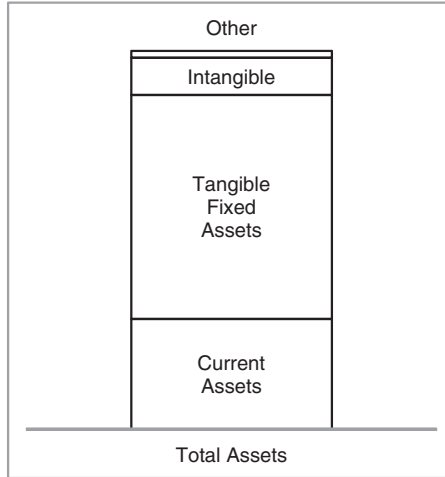 Other
Intangible
Tangible
Fixed
Assets
Current
Assets
Total Assets